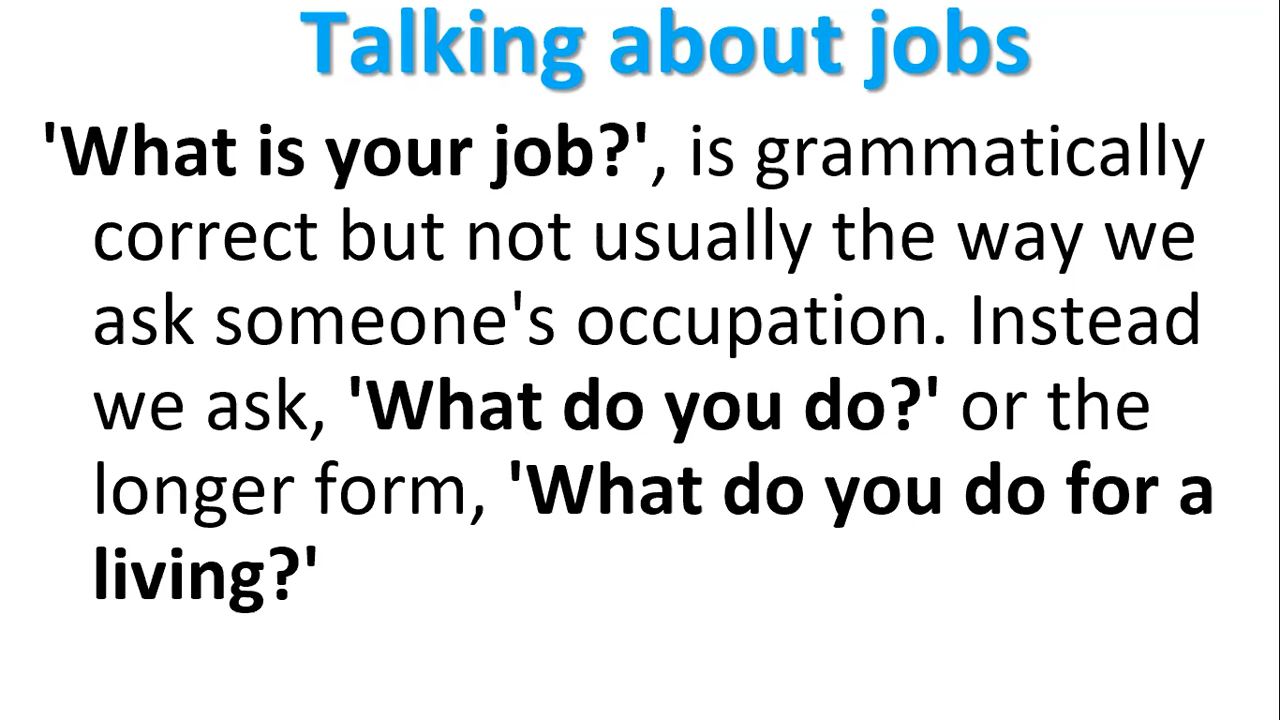 Talking about jobs
'What is your job?', is grammatically
correct but not usually the way we
ask someone's occupation. Instead
we ask, 'What do you do?' or the
longer form, 'What do you do for a
living?'